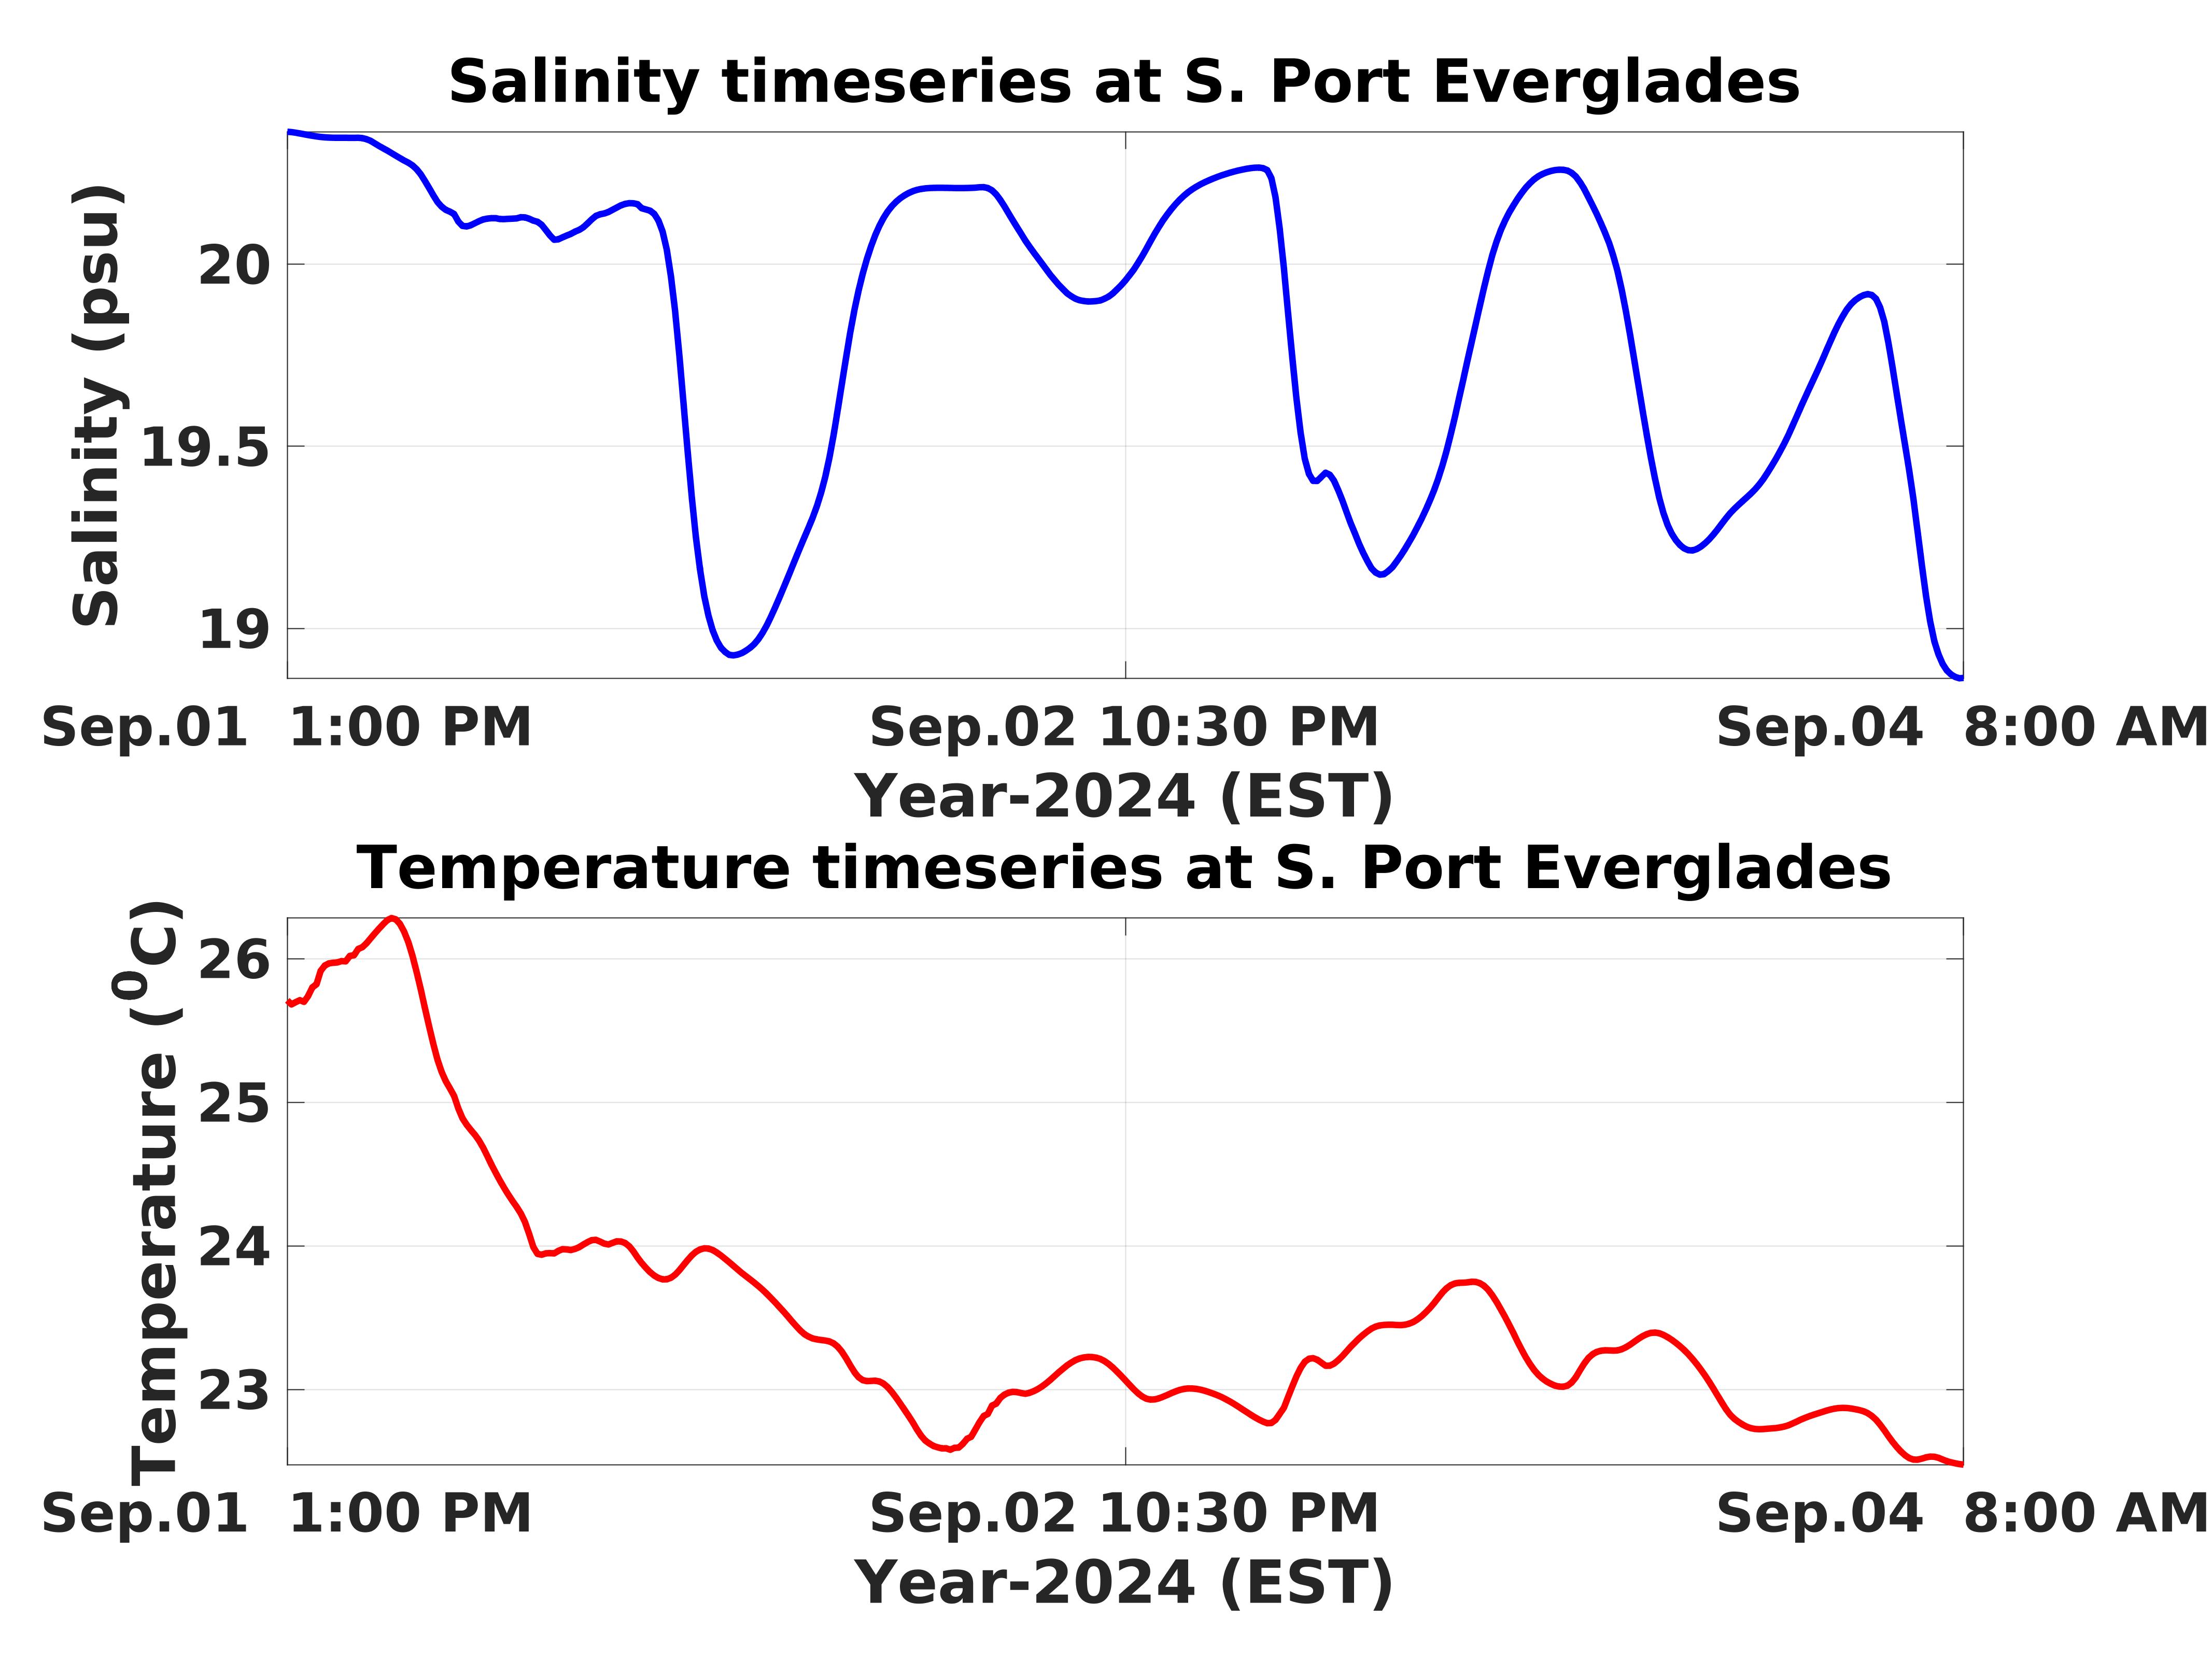 Salinity timeseries at S. Port Everglades
Salinity (psu)
20
19.5
19
Sep.01 1:00 PM
Sep.02 10:30 PM
Sep.04 8:00 AM
Year-2024 (EST)
Temperature timeseries at S. Port Everglades
Temperature (⁰C)
26
25
24
23
Sep.01 1:00 PM
Sep.02 10:30 PM
Sep.04 8:00 AM
Year-2024 (EST)